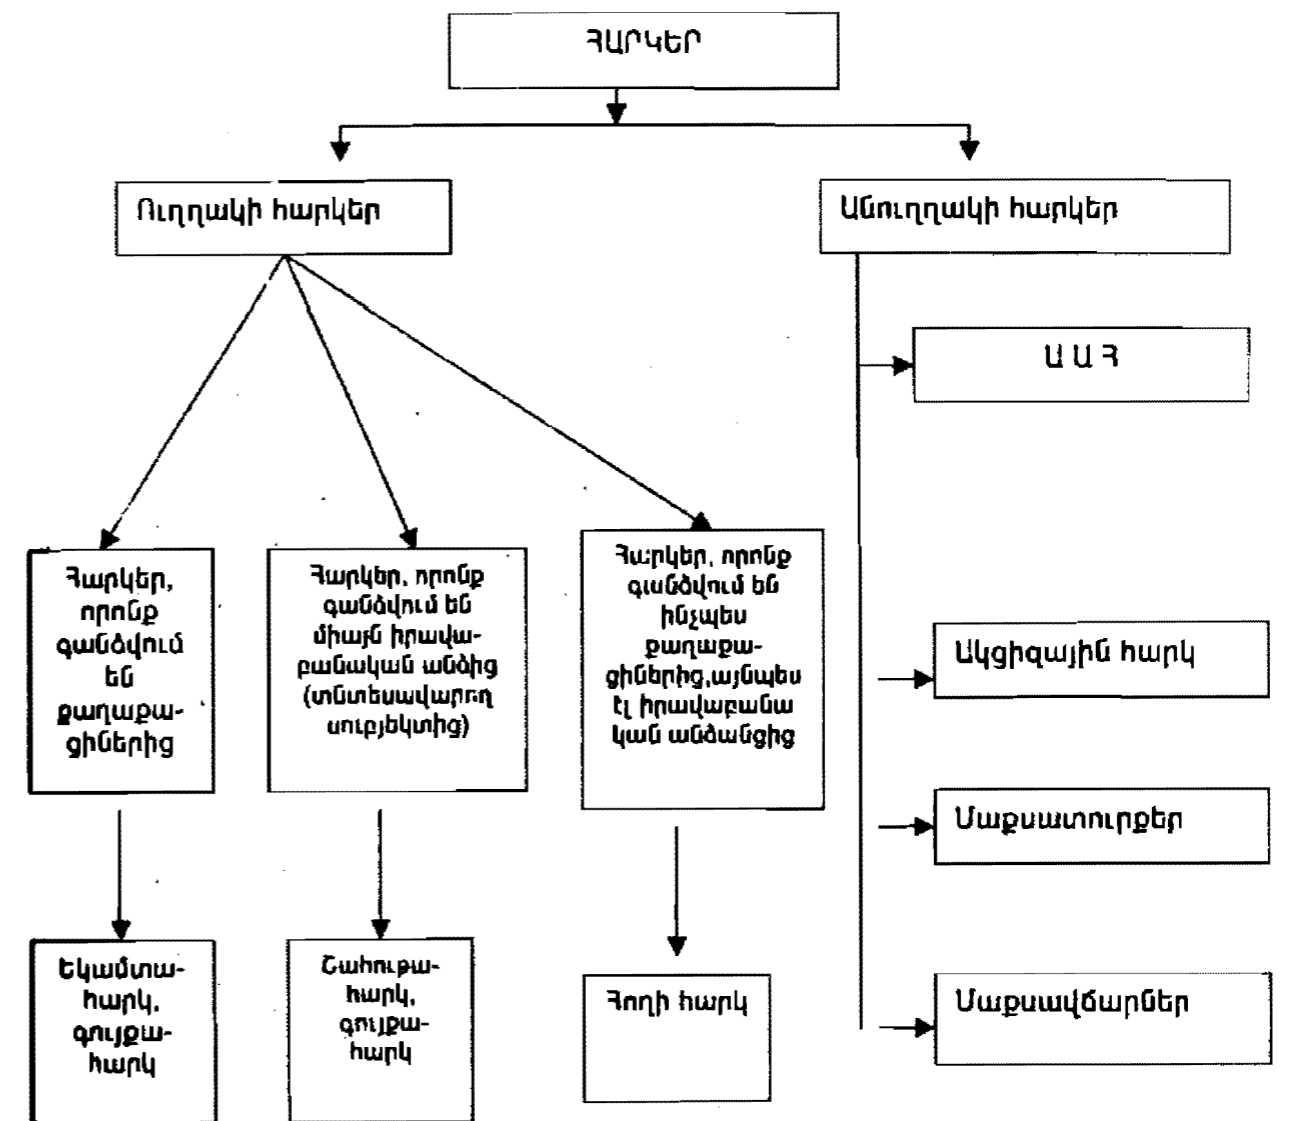 ՀԱՐԿԵՐ
Ուղղակի հարկեր
Անուղղակի հարկեր
Ա Ա Հ
Հարկեր,
որոնք
գանձվում
են
քաղաքա-
ցիներից
Հարկեր, որոնք
գանձվում են
միայն իրավա-
բանական անձից
(տնտեսավարող
սուբյեկտից)
Հարկեր, որոնք
գանձվում են
ինչպես
քաղաքա-
ցիներից,այնպես
էլ իրավաբանա
կան անձանցից
Ակցիզային հարկ
Մաքսատուրքեր
Մաքսավճարներ
Եկամտա-
հարկ,
գույքա-
հարկ
Շահութա-
հարկ,
գույքա-
հարկ
Հողի հարկ